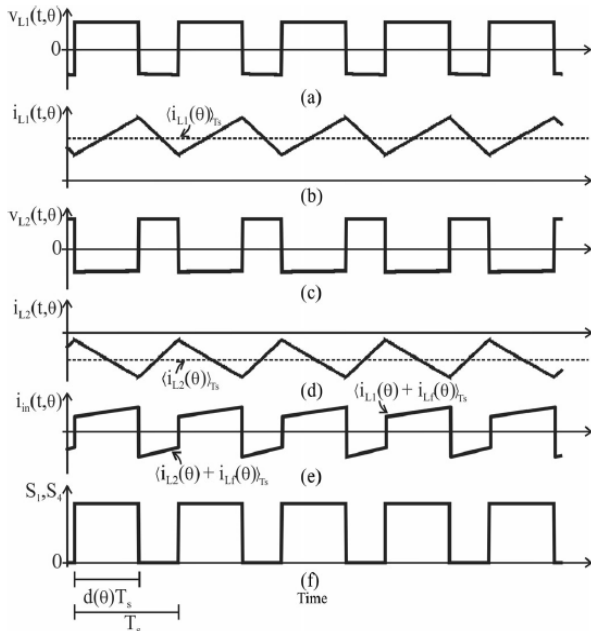 v_L1(t,θ)
0
(a)
i_L1(t,θ)
⟨i_L1(θ)⟩_Ts
(b)
v_L2(t,θ)
0
(c)
i_L2(t,θ)
⟨i_L2(θ)⟩_Ts
(d)
⟨i_L1(θ) + i_Lf(θ)⟩_Ts
i_in(t,θ)
⟨i_L2(θ) + i_Lf(θ)⟩_Ts
(e)
S_1,S_4
0
(f)
Time
d(θ)T_s
T_s